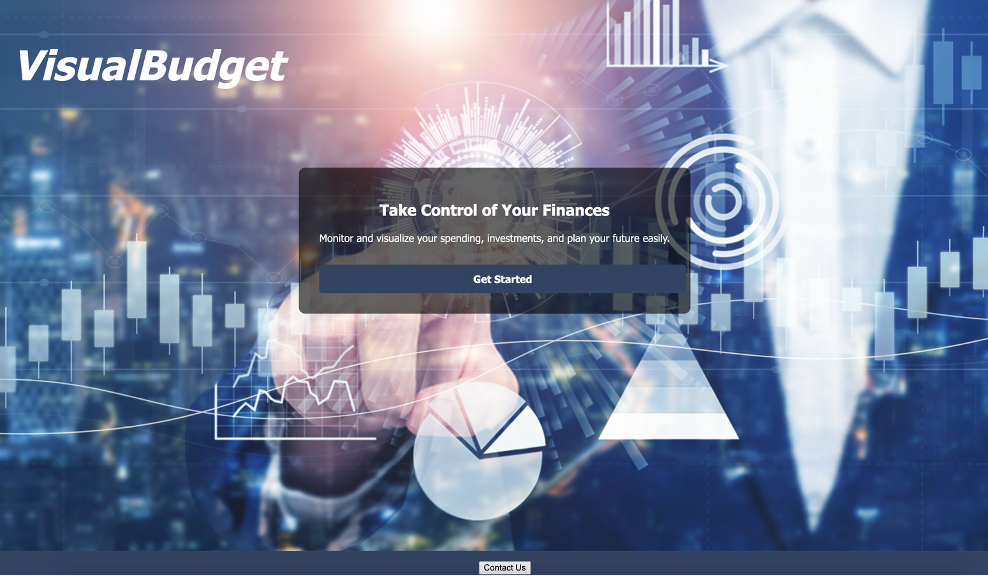 VisualBudget
Take Control of Your Finances
Monitor and visualize your spending, investments, and plan your future easily.
Get Started
Contact Us